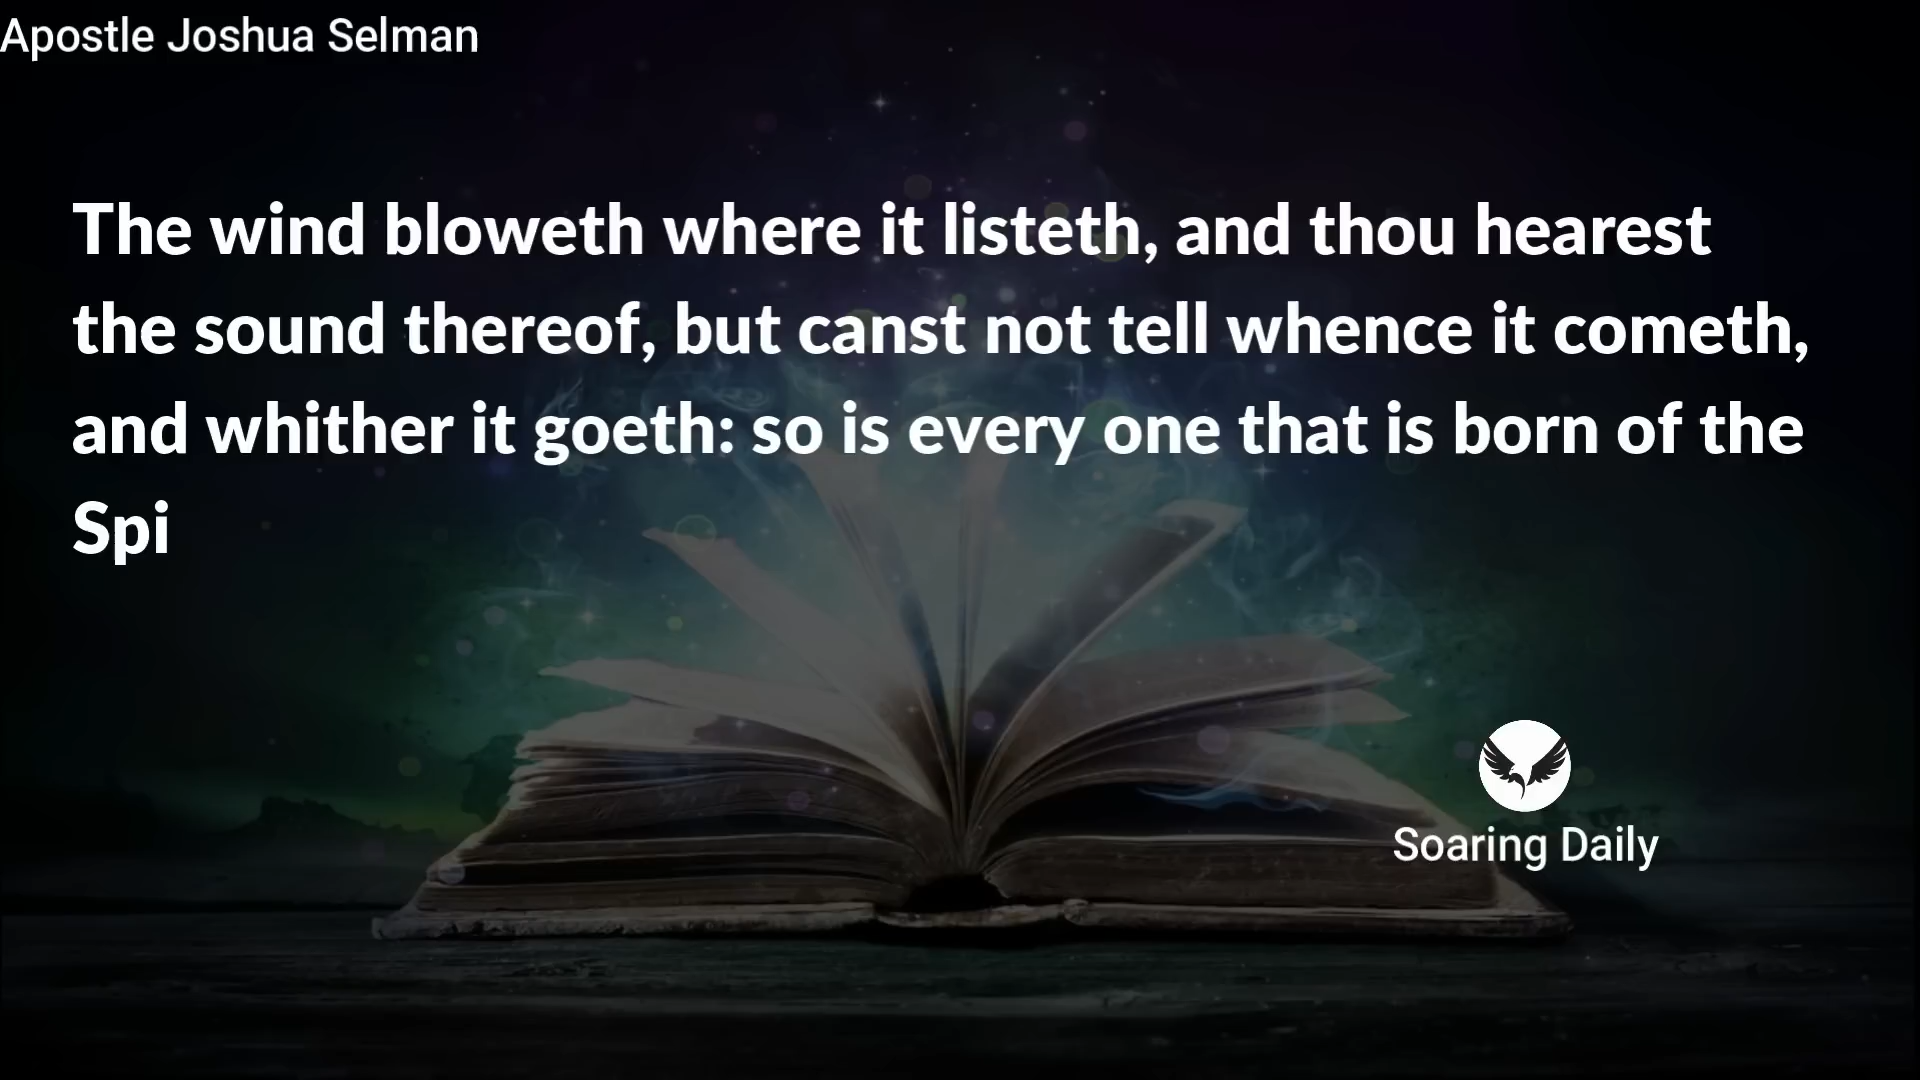 Apostle Joshua Selman
The wind bloweth where it listeth, and thou hearest
the sound thereof, but canst not tell whence it cometh,
and whither it goeth: so is every one that is born of the
Spi
Soaring Daily